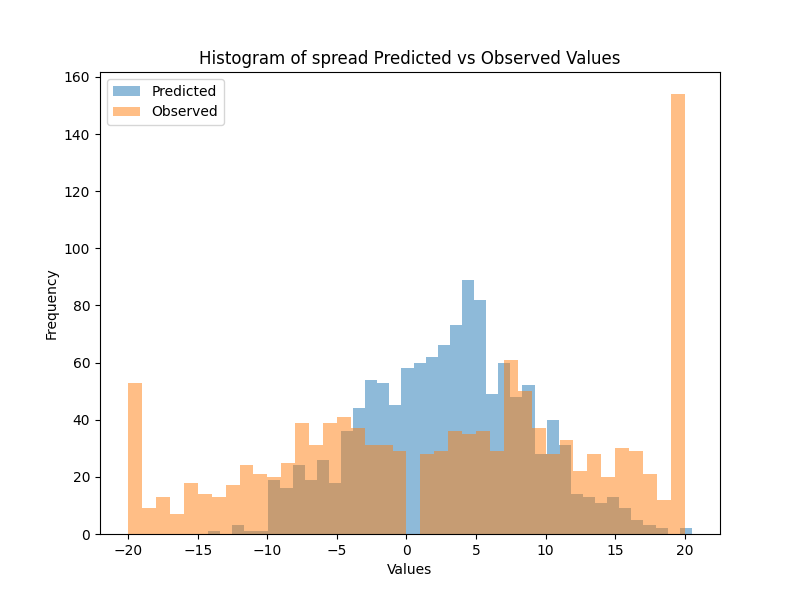 Histogram of spread Predicted vs Observed Values
Predicted
Observed
160
140
120
100
80
60
40
20
0
Frequency
−20 −15 −10 −5 0 5 10 15 20
Values